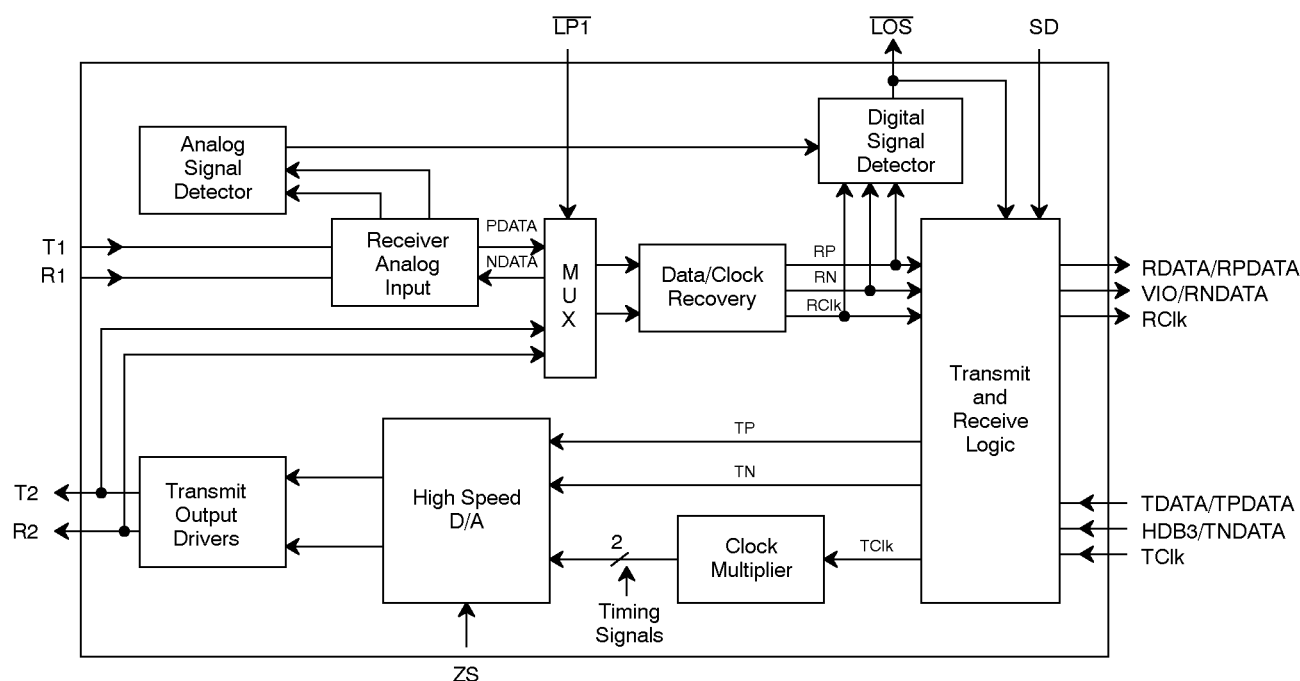 LP1
LOS
SD
Analog
Signal
Detector
Digital
Signal
Detector
T1
R1
Receiver
Analog
Input
PDATA
NDATA
MUX
Data/Clock
Recovery
RP
RN
RClk
Transmit
and
Receive
Logic
RDATA/RPDATA
VIO/RNDATA
RClk
T2
R2
Transmit
Output
Drivers
High Speed
D/A
TP
TN
2
Timing
Signals
Clock
Multiplier
TClk
TDATA/TPDATA
HDB3/TNDATA
TClk
ZS